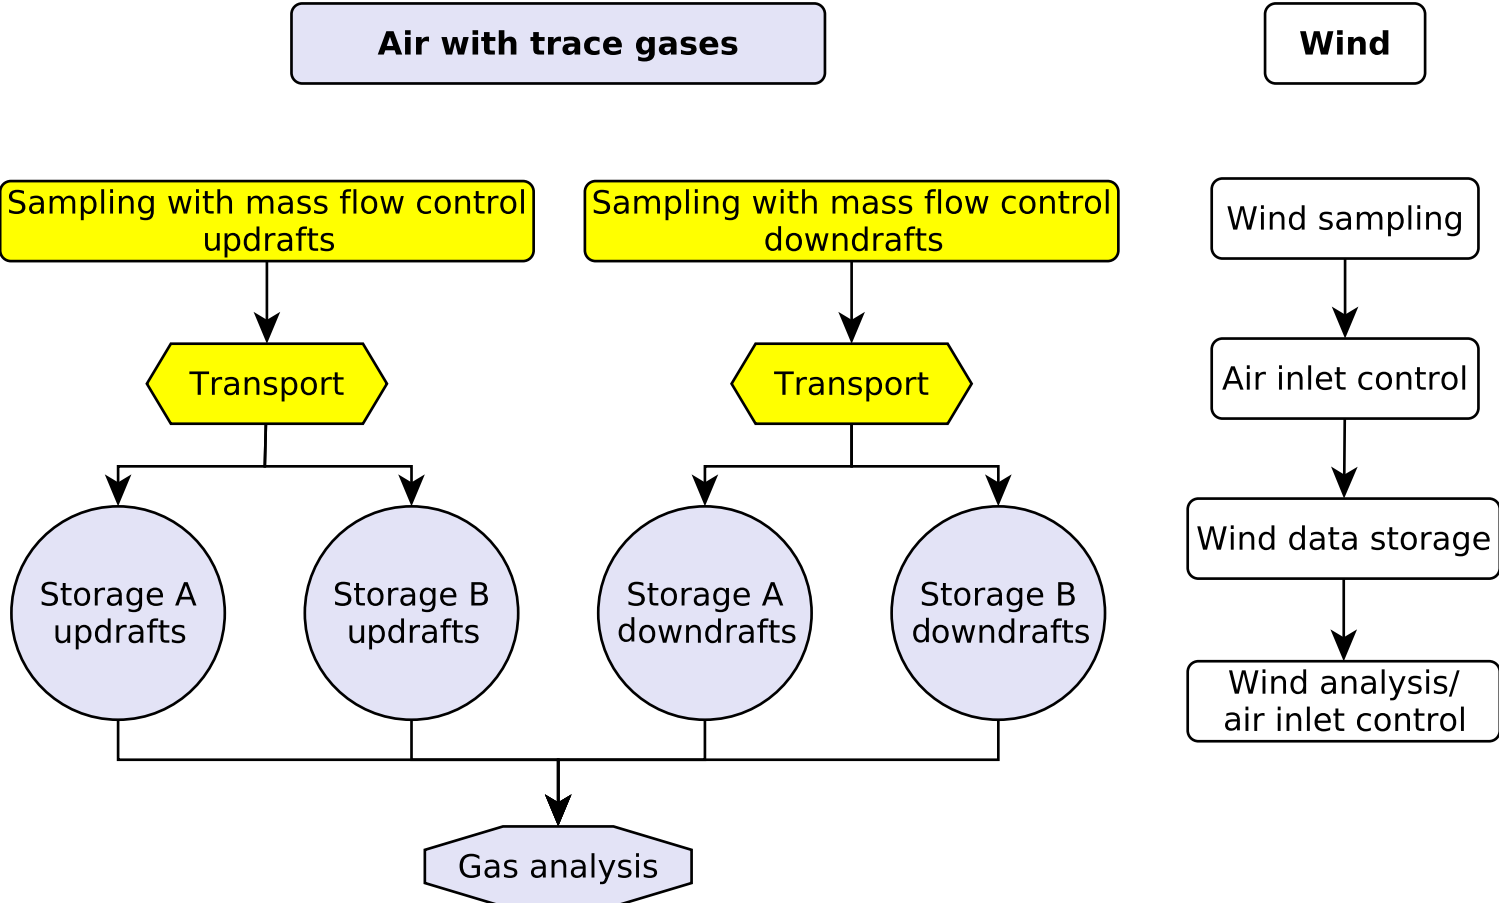 Air with trace gases
Wind
Sampling with mass flow control
updrafts
Sampling with mass flow control
downdrafts
Wind sampling
Transport
Transport
Air inlet control
Storage A
updrafts
Storage B
updrafts
Storage A
downdrafts
Storage B
downdrafts
Wind data storage
Wind analysis/
air inlet control
Gas analysis